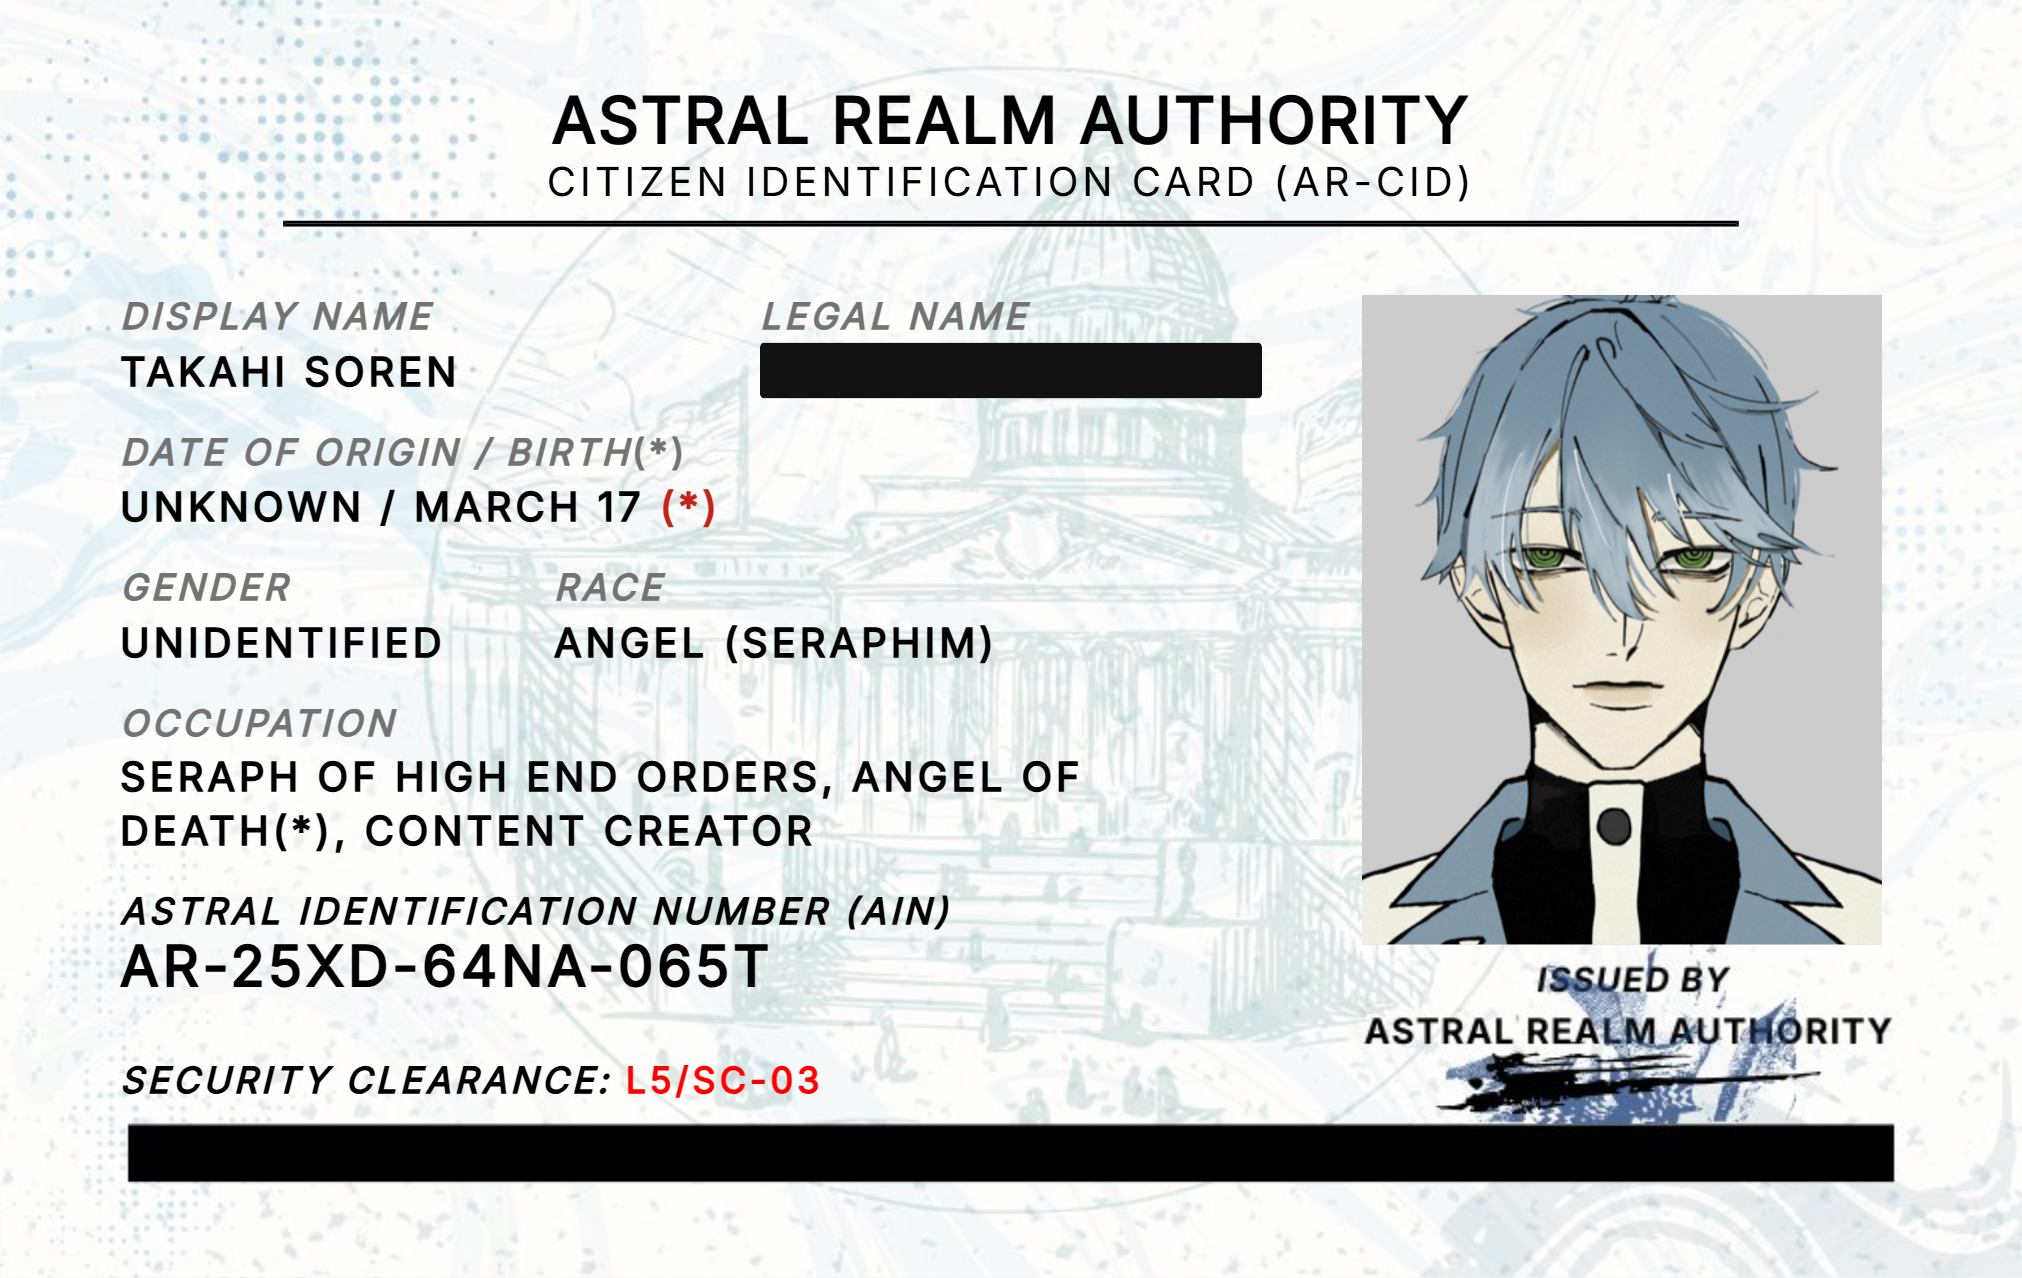 ASTRAL REALM AUTHORITY
CITIZEN IDENTIFICATION CARD (AR-CID)
DISPLAY NAME
TAKAHI SOREN
LEGAL NAME
DATE OF ORIGIN / BIRTH(*)
UNKNOWN / MARCH 17 (*)
GENDER
UNIDENTIFIED
RACE
ANGEL (SERAPHIM)
OCCUPATION
SERAPH OF HIGH END ORDERS, ANGEL OF
DEATH(*), CONTENT CREATOR
ASTRAL IDENTIFICATION NUMBER (AIN)
AR-25XD-64NA-065T
SECURITY CLEARANCE: L5/SC-03
ISSUED BY
ASTRAL REALM AUTHORITY